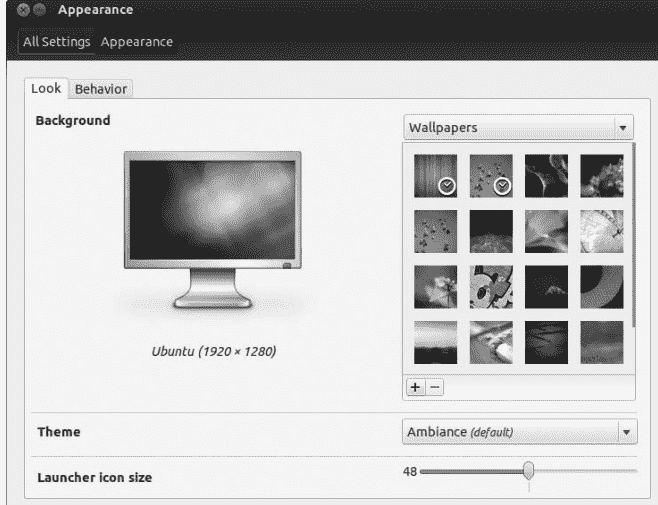 Appearance
All Settings Appearance
Look Behavior
Background
Wallpapers
Ubuntu (1920 × 1280)
+ −
Theme
Ambiance (default)
Launcher icon size
48